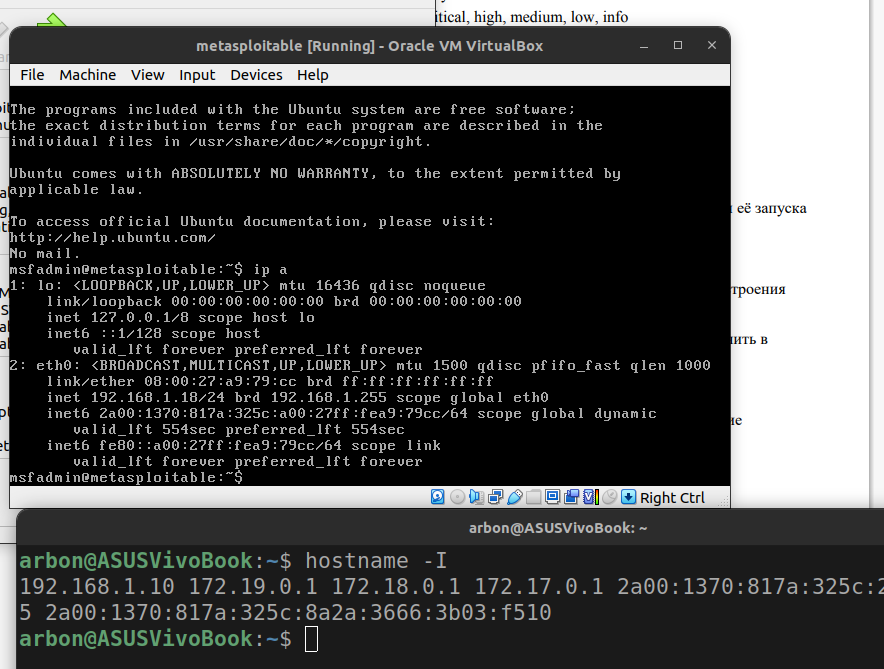 itical, high, medium, low, info
metasploitable [Running] - Oracle VM VirtualBox
File Machine View Input Devices Help
The programs included with the Ubuntu system are free software;
the exact distribution terms for each program are described in the
individual files in /usr/share/doc/*/copyright.
Ubuntu comes with ABSOLUTELY NO WARRANTY, to the extent permitted by
applicable law.
To access official Ubuntu documentation, please visit:
http://help.ubuntu.com/
No mail.
msfadmin@metasploitable:~$ ip a
1: lo: <LOOPBACK,UP,LOWER_UP> mtu 16436 qdisc noqueue
link/loopback 00:00:00:00:00:00 brd 00:00:00:00:00:00
inet 127.0.0.1/8 scope host lo
inet6 ::1/128 scope host
valid_lft forever preferred_lft forever
2: eth0: <BROADCAST,MULTICAST,UP,LOWER_UP> mtu 1500 qdisc pfifo_fast qlen 1000
link/ether 08:00:27:a9:79:cc brd ff:ff:ff:ff:ff:ff
inet 192.168.1.18/24 brd 192.168.1.255 scope global eth0
inet6 2a00:1370:817a:325c:a00:27ff:fea9:79cc/64 scope global dynamic
valid_lft 554sec preferred_lft 554sec
inet6 fe80::a00:27ff:fea9:79cc/64 scope link
valid_lft forever preferred_lft forever
msfadmin@metasploitable:~$
Right Ctrl
её запуска
троения
ить в
ие
arbon@ASUSVivoBook: ~
arbon@ASUSVivoBook:~$ hostname -I
192.168.1.10 172.19.0.1 172.18.0.1 172.17.0.1 2a00:1370:817a:325c:2
5 2a00:1370:817a:325c:8a2a:3666:3b03:f510
arbon@ASUSVivoBook:~$